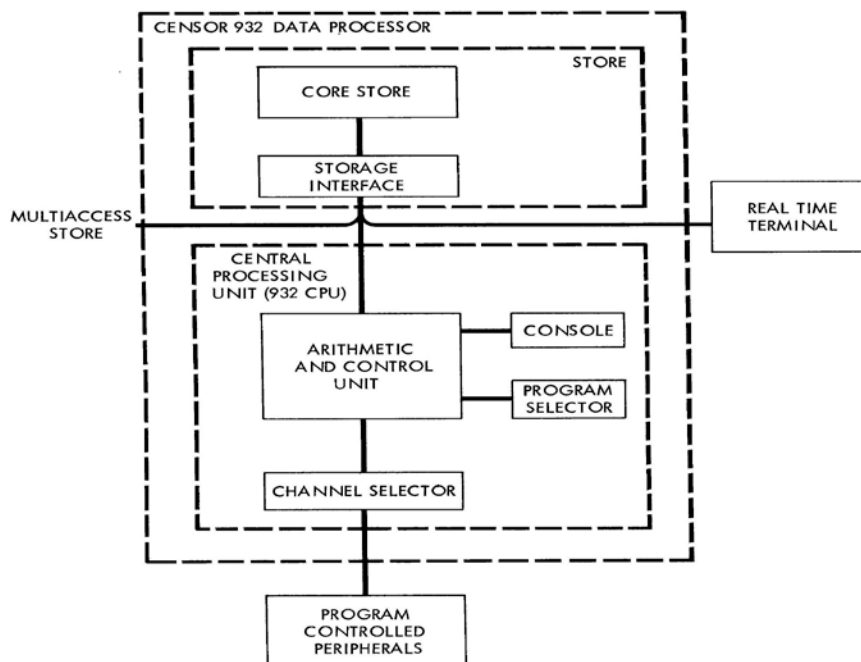 CENSOR 932 DATA PROCESSOR
STORE
CORE STORE
STORAGE
INTERFACE
MULTIACCESS
STORE
REAL TIME
TERMINAL
CENTRAL
PROCESSING
UNIT (932 CPU)
ARITHMETIC
AND CONTROL
UNIT
CONSOLE
PROGRAM
SELECTOR
CHANNEL SELECTOR
PROGRAM
CONTROLLED
PERIPHERALS